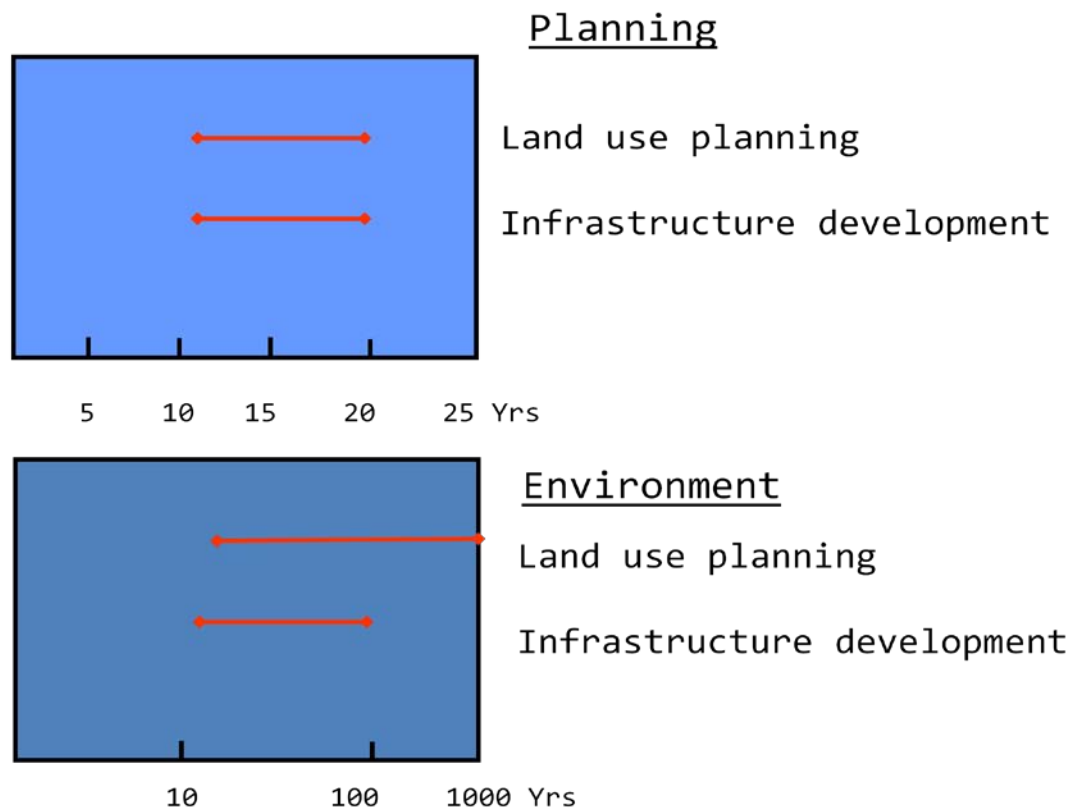 Planning
Land use planning
Infrastructure development
5 10 15 20 25 Yrs
Environment
Land use planning
Infrastructure development
10 100 1000 Yrs